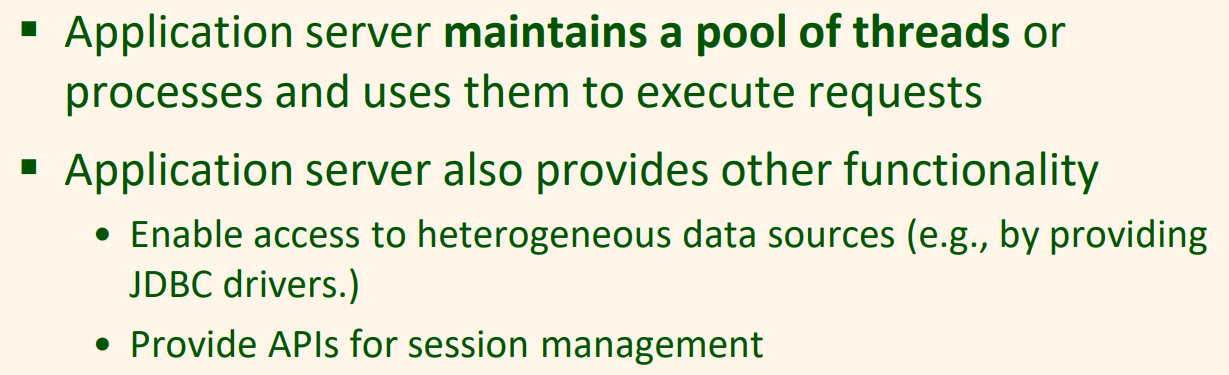 ▪ Application server maintains a pool of threads or
processes and uses them to execute requests
▪ Application server also provides other functionality
• Enable access to heterogeneous data sources (e.g., by providing
JDBC drivers.)
• Provide APIs for session management